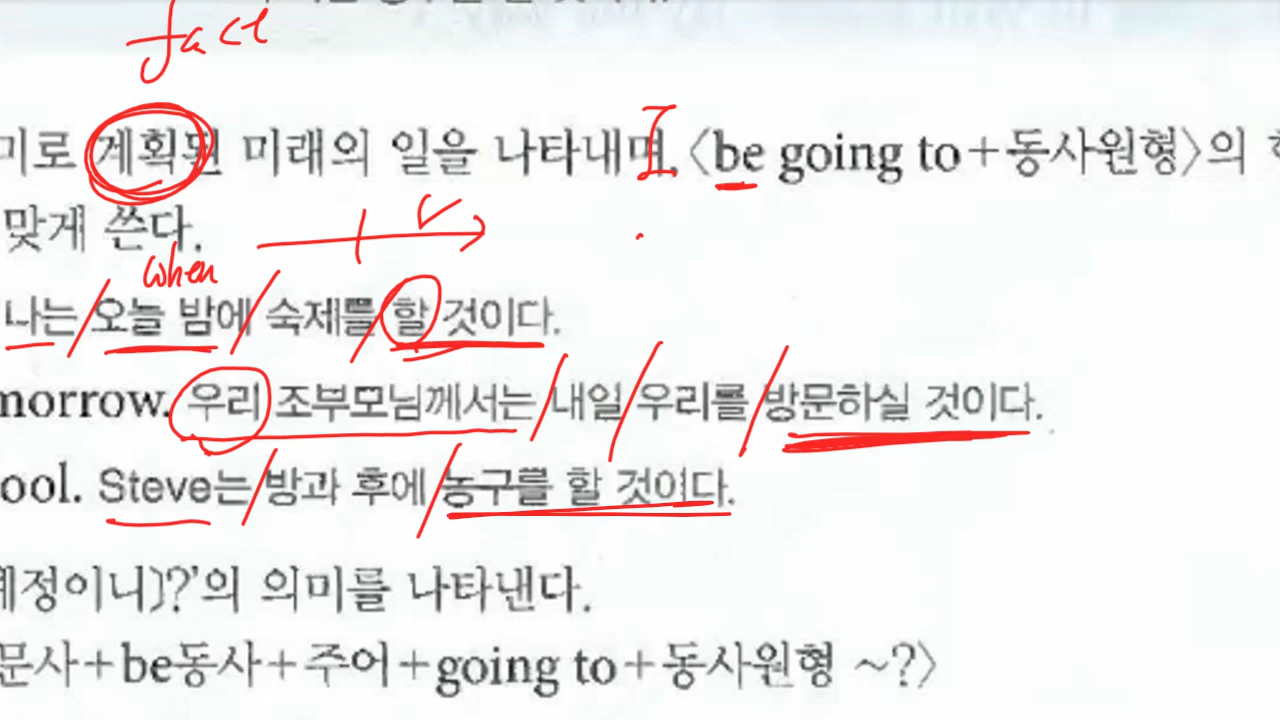 fact
미로 계획된 미래의 일을 나타내며, 〈be going to+동사원형〉의
I
맞게 쓴다.
when
나는 오늘 밤에 숙제를 할 것이다.
morrow. 우리 조부모님께서는 내일 우리를 방문하실 것이다.
ool. Steve는 방과 후에 농구를 할 것이다.
계정이니)?'의 의미를 나타낸다.
문사+be동사+주어+going to+동사원형 ~?〉